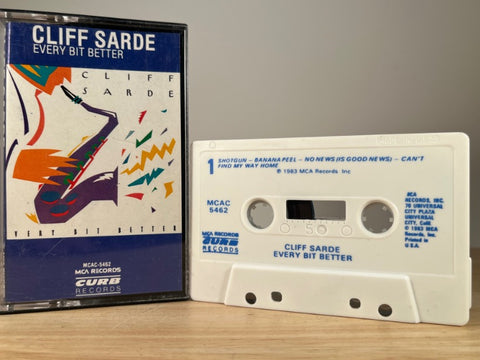 CLIFF SARDE
EVERY BIT BETTER
CLIFF
SARDE
VERY BIT BETTER
MCAC-5462
MCA RECORDS
CURB
RECORDS
1
SHOTGUN - BANANA PEEL - NO NEWS (IS GOOD NEWS) - CAN'T
FIND MY WAY HOME
℗ 1983 MCA Records, Inc
MCAC
5462
MCA RECORDS
CURB
RECORDS
50
MCA
RECORDS, INC.
70 UNIVERSAL
CITY PLAZA
UNIVERSAL
CITY, Calif.
© 1983 MCA
Records, Inc.
Printed in
U.S.A.
CLIFF SARDE
EVERY BIT BETTER